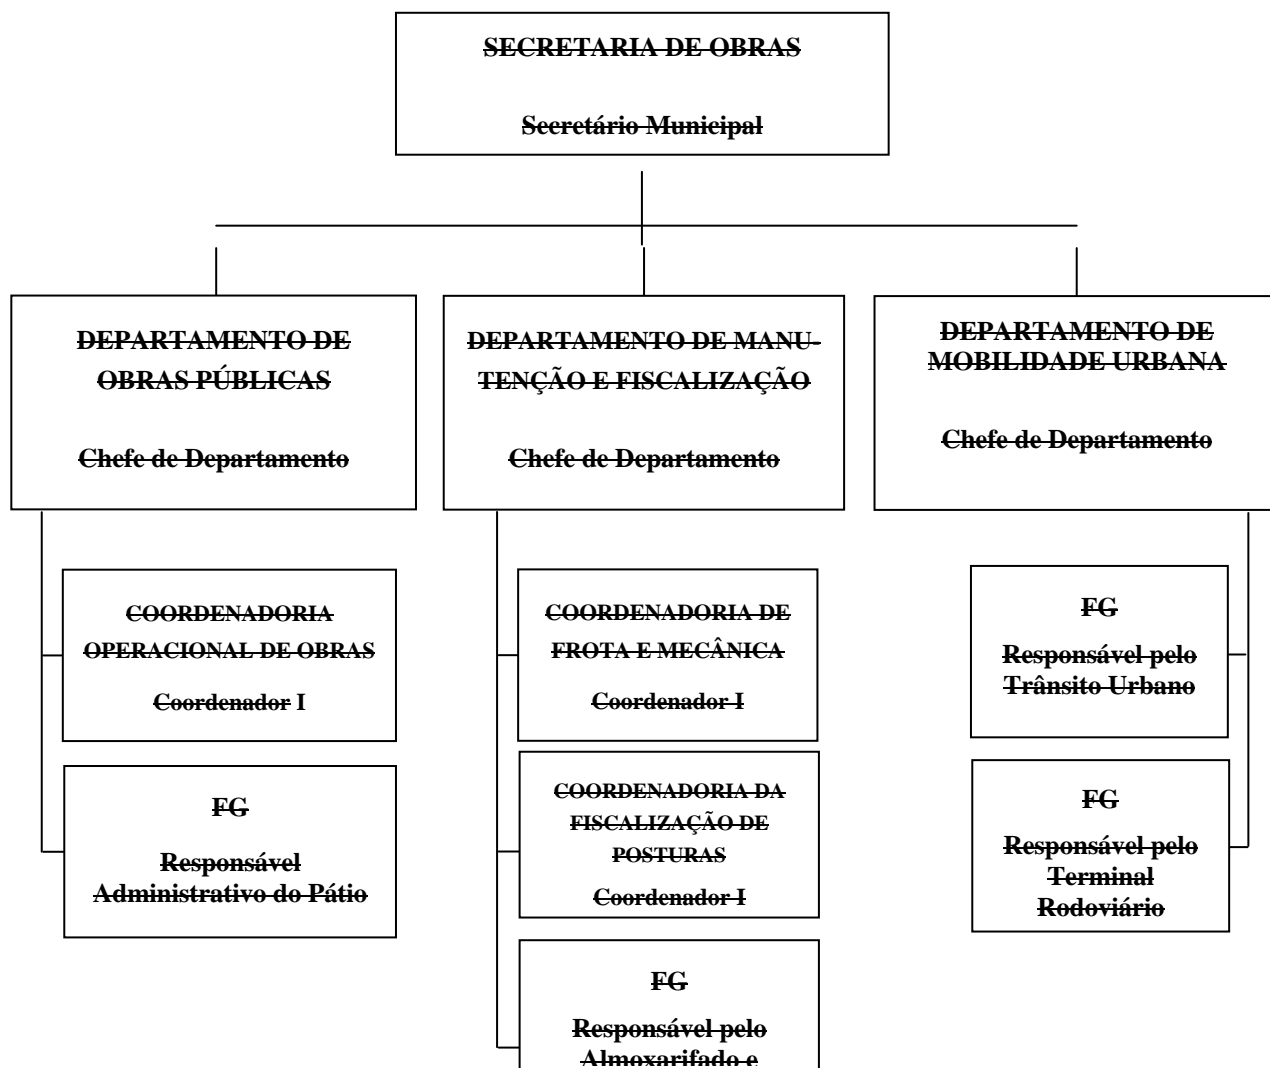 SECRETARIA DE OBRAS
Secretário Municipal
DEPARTAMENTO DE
OBRAS PÚBLICAS
Chefe de Departamento
DEPARTAMENTO DE MANU-
TENÇÃO E FISCALIZAÇÃO
Chefe de Departamento
DEPARTAMENTO DE
MOBILIDADE URBANA
Chefe de Departamento
COORDENADORIA
OPERACIONAL DE OBRAS
Coordenador I
FG
Responsável
Administrativo do Pátio
COORDENADORIA DE
FROTA E MECÂNICA
Coordenador I
COORDENADORIA DA
FISCALIZAÇÃO DE
POSTURAS
Coordenador I
FG
Responsável pelo
Almoxarifado e
FG
Responsável pelo
Trânsito Urbano
FG
Responsável pelo
Terminal
Rodoviário